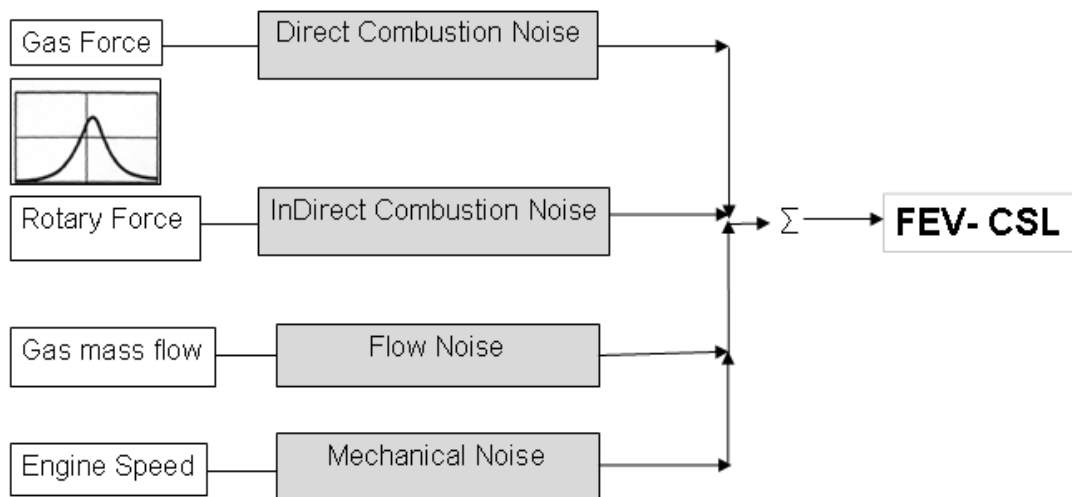 Gas Force
Direct Combustion Noise
Rotary Force
InDirect Combustion Noise
Σ
FEV- CSL
Gas mass flow
Flow Noise
Engine Speed
Mechanical Noise